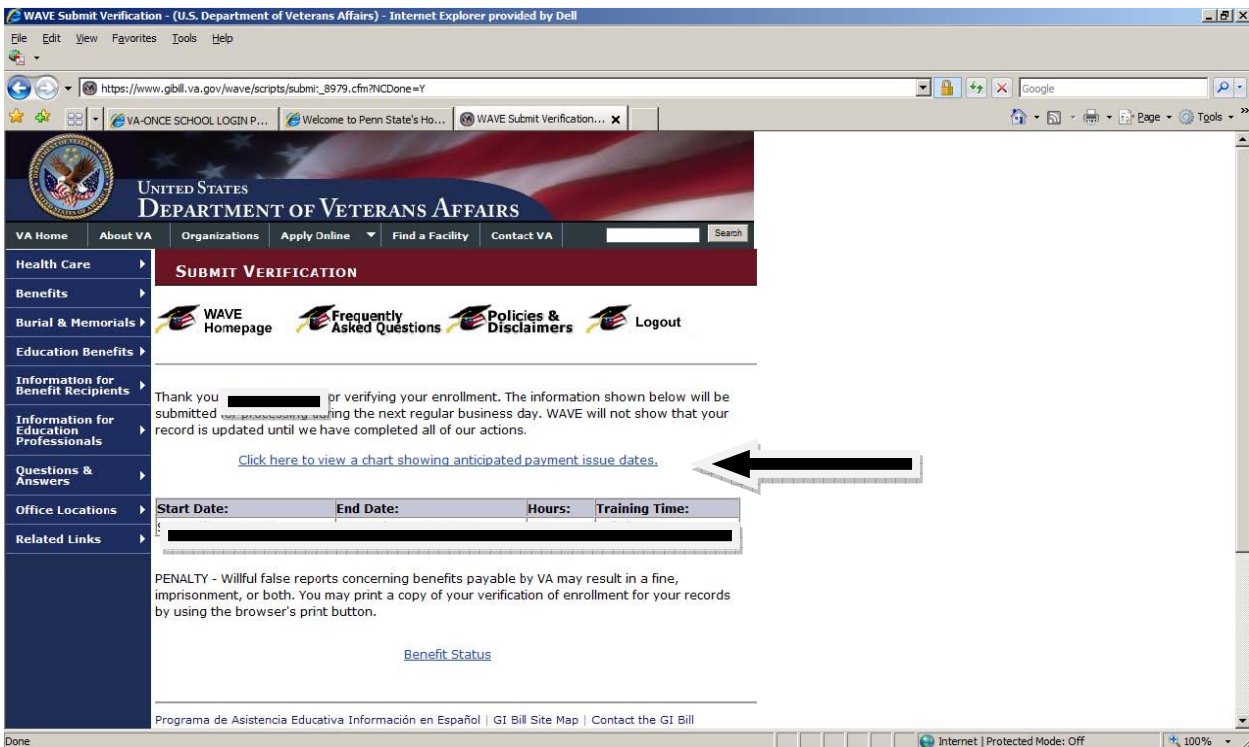 WAVE Submit Verification - (U.S. Department of Veterans Affairs) - Internet Explorer provided by Dell
File Edit View Favorites Tools Help
https://www.gibill.va.gov/wave/scripts/submit_8979.cfm?NCDone=Y
Google
VA-ONCE SCHOOL LOGIN P... Welcome to Penn State's Ho... WAVE Submit Verification... Page Tools
UNITED STATES
DEPARTMENT OF VETERANS AFFAIRS
VA Home About VA Organizations Apply Online Find a Facility Contact VA Search
Health Care
Benefits
Burial & Memorials
Education Benefits
Information for
Benefit Recipients
Information for
Education
Professionals
Questions &
Answers
Office Locations
Related Links
SUBMIT VERIFICATION
WAVE
Homepage
Frequently
Asked Questions
Policies &
Disclaimers
Logout
Thank you or verifying your enrollment. The information shown below will be
submitted for processing during the next regular business day. WAVE will not show that your
record is updated until we have completed all of our actions.
Click here to view a chart showing anticipated payment issue dates.
Start Date: End Date: Hours: Training Time:
PENALTY - Willful false reports concerning benefits payable by VA may result in a fine,
imprisonment, or both. You may print a copy of your verification of enrollment for your records
by using the browser's print button.
Benefit Status
Programa de Asistencia Educativa Información en Español | GI Bill Site Map | Contact the GI Bill
Done Internet | Protected Mode: Off 100%